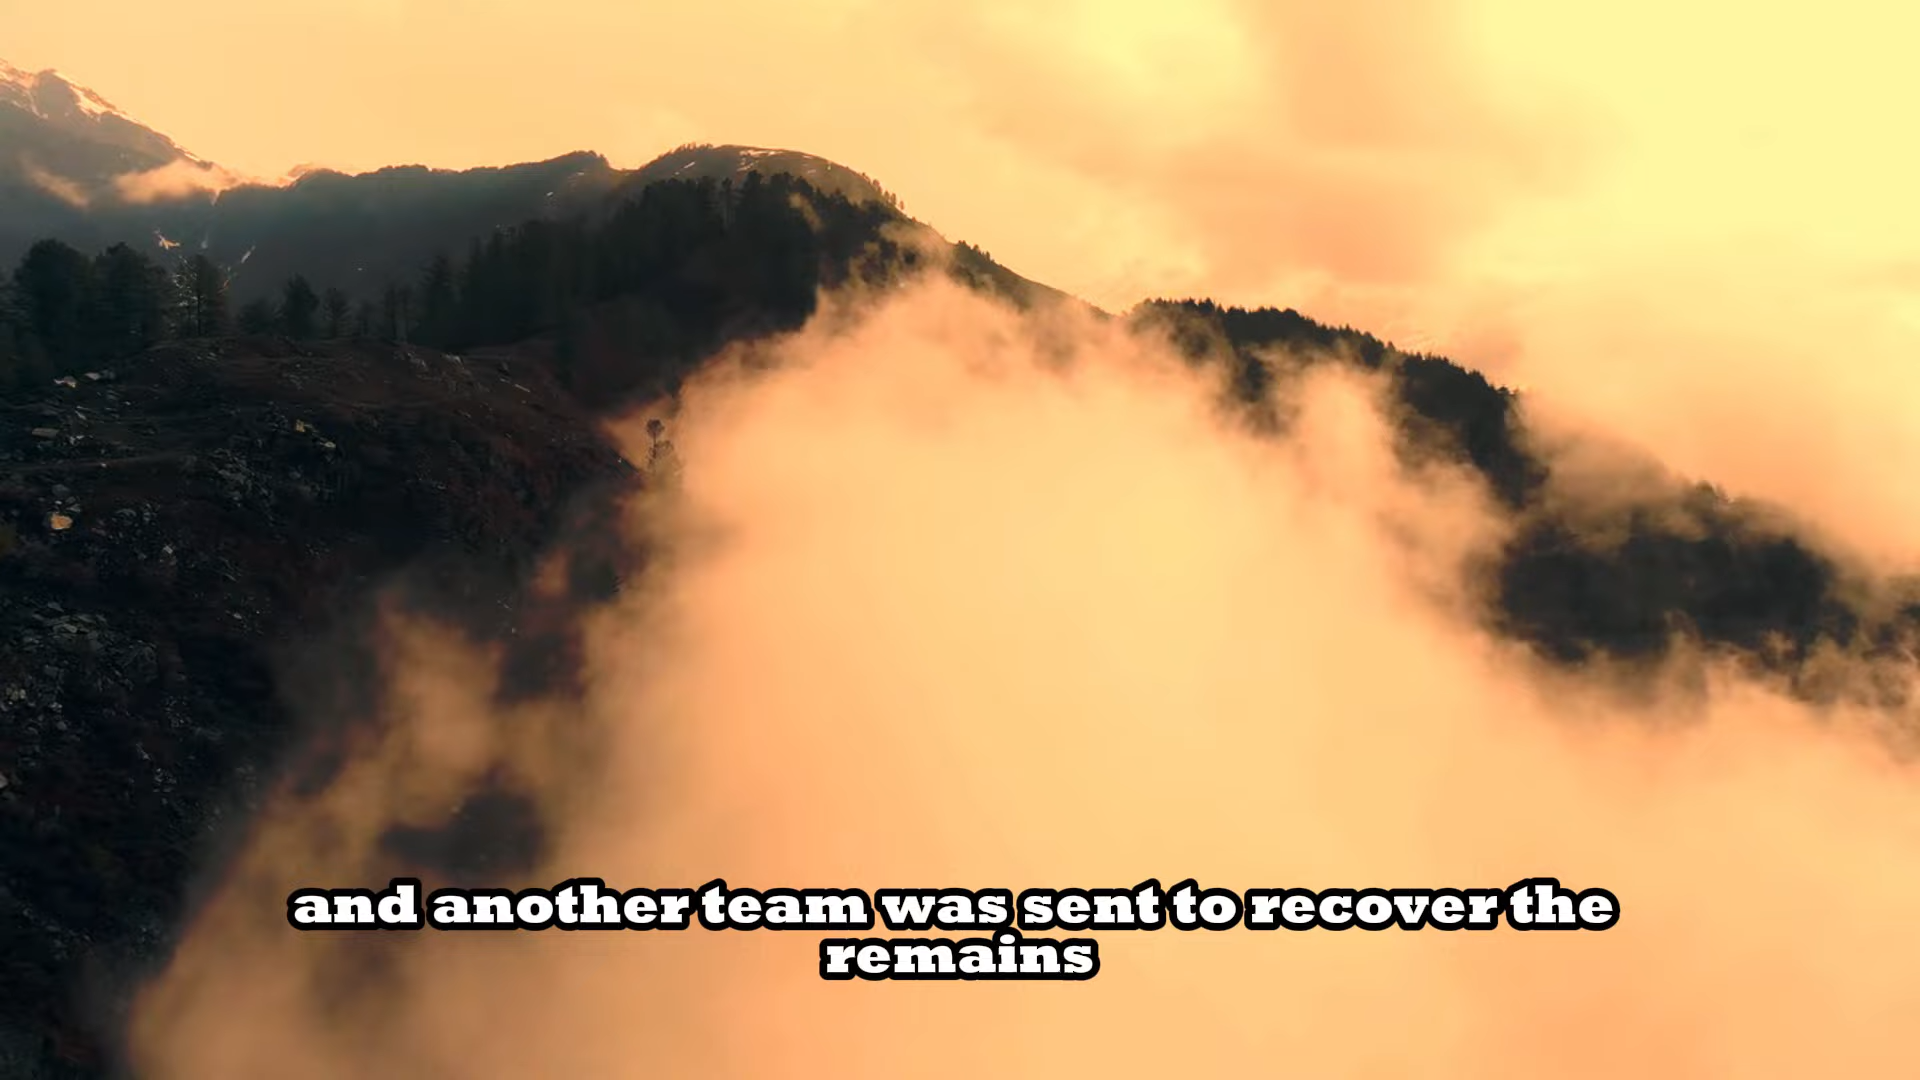 and another team was sent to recover the
remains